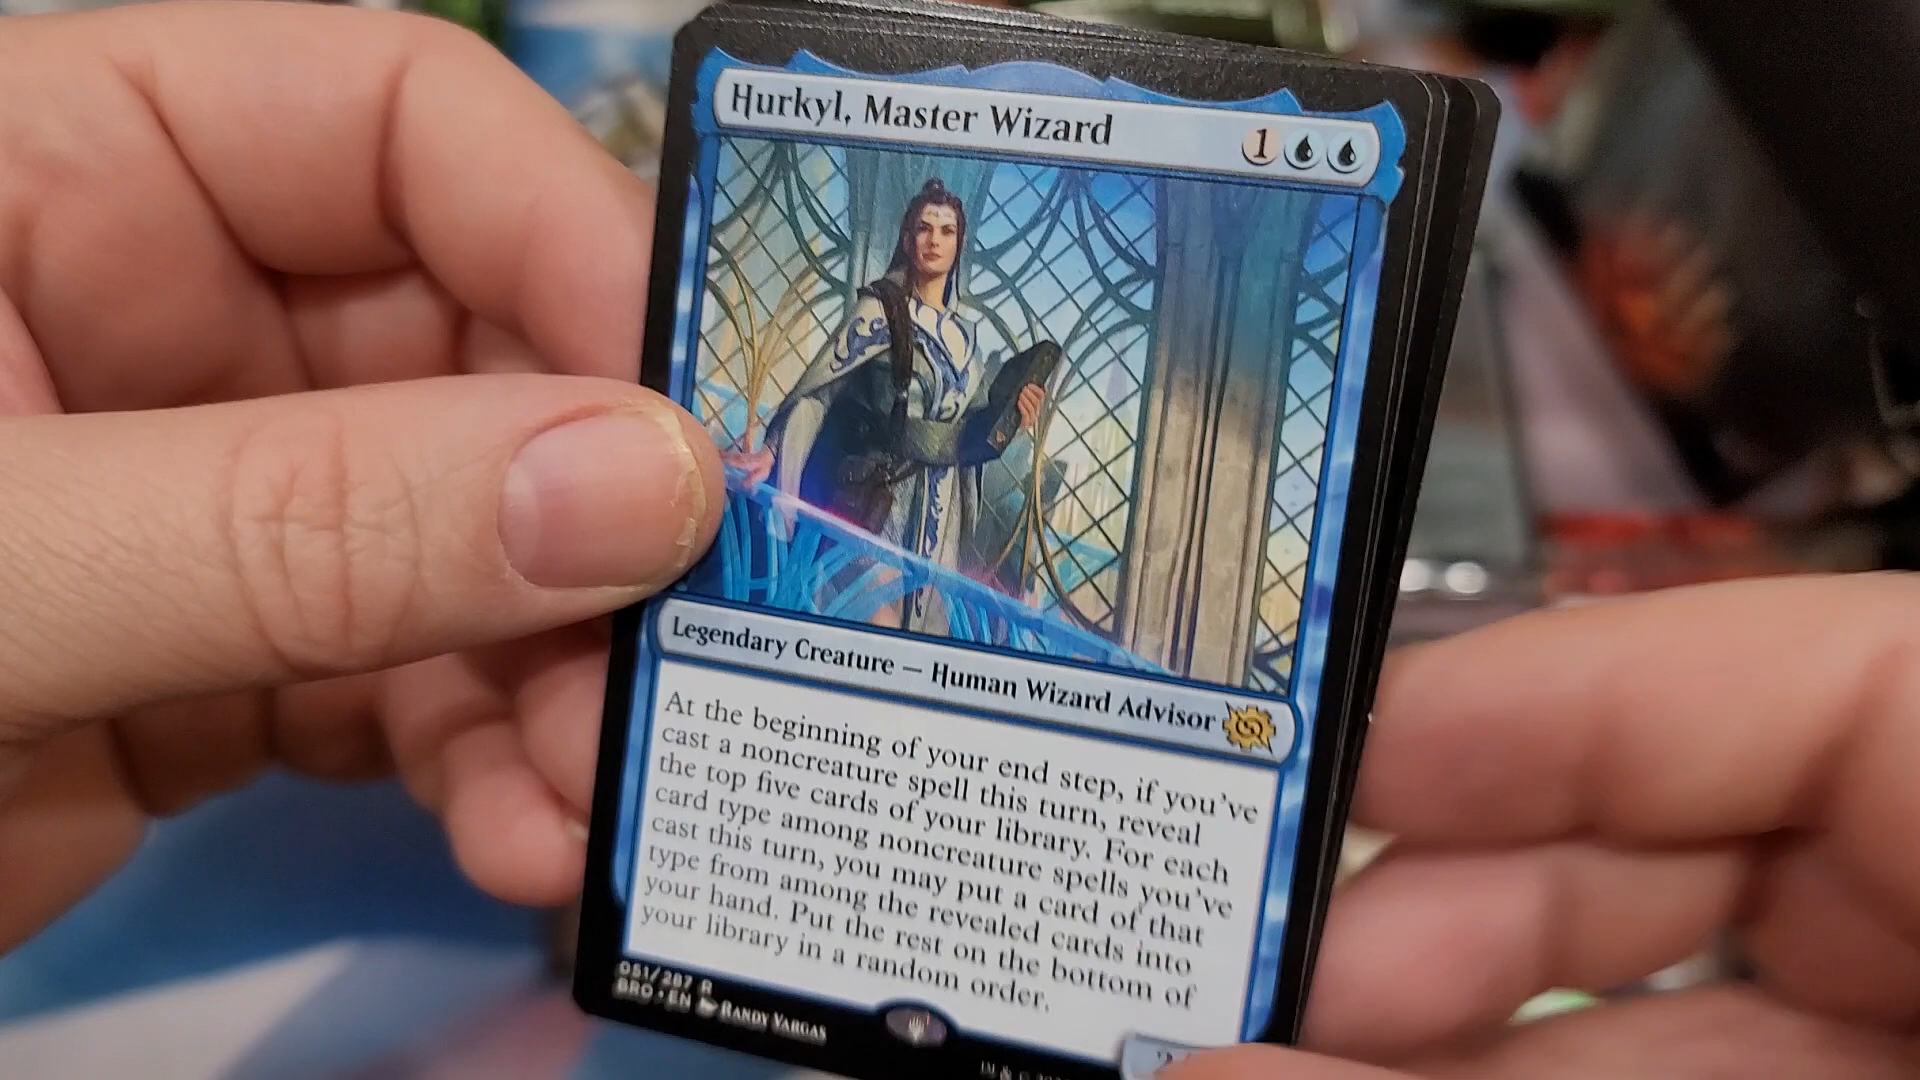 Hurkyl, Master Wizard 1
Legendary Creature — Human Wizard Advisor
At the beginning of your end step, if you've
cast a noncreature spell this turn, reveal
the top five cards of your library. For each
card type among noncreature spells you've
cast this turn, you may put a card of that
type from among the revealed cards into
your hand. Put the rest on the bottom of
your library in a random order.
051/287 R
BRO • EN RANDY VARGAS